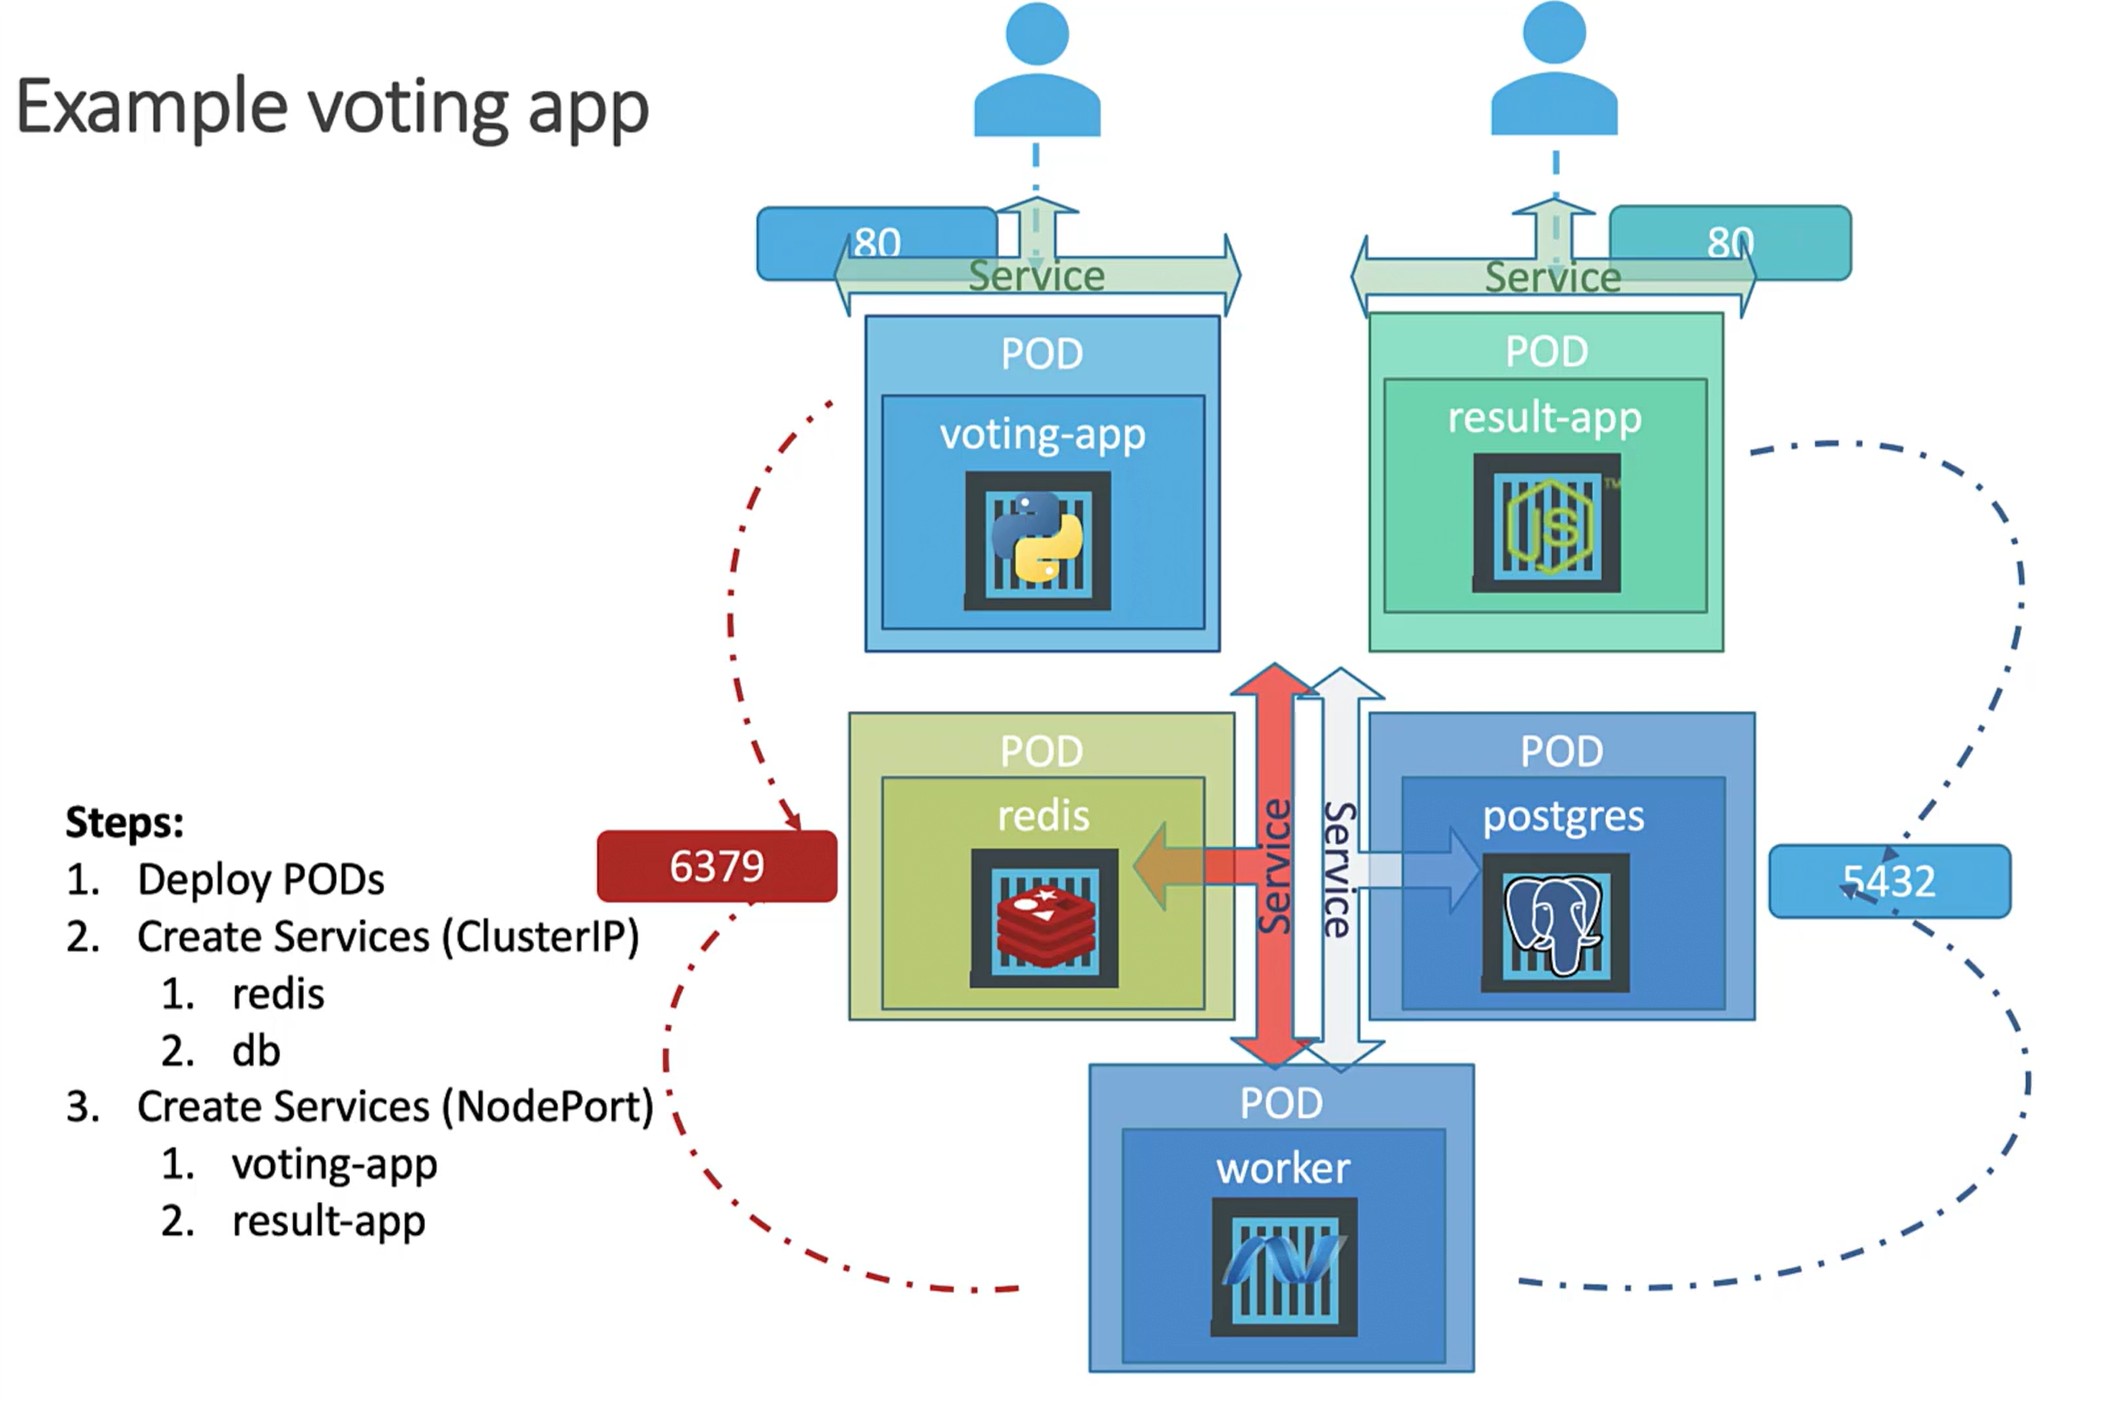 Example voting app
80
80
Service
Service
POD
POD
voting-app
result-app
JS
TM
POD
POD
redis
postgres
Service
Service
6379
5432
Steps:
1. Deploy PODs
2. Create Services (ClusterIP)
1. redis
2. db
3. Create Services (NodePort)
1. voting-app
2. result-app
POD
worker